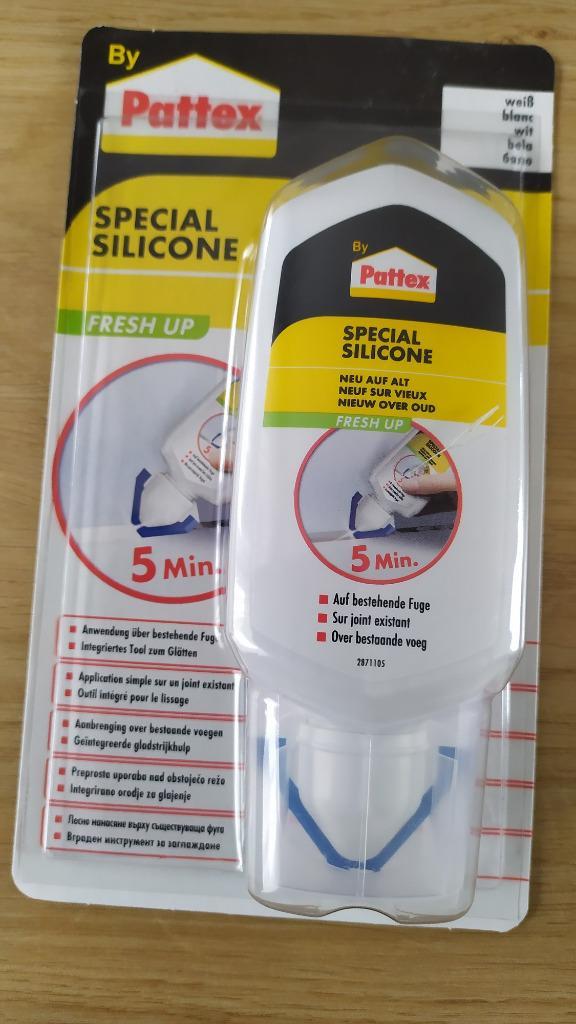 By
Pattex
weiß
blanc
wit
bela
бяло
SPECIAL
SILICONE
FRESH UP
5 Min.
Anwendung über bestehende Fuge
Integriertes Tool zum Glätten
Application simple sur un joint existant
Outil intégré pour le lissage
Aanbrenging over bestaande voegen
Geïntegreerde gladstrijkhulp
Preprosta uporaba nad obstoječo režo
Integrirano orodje za glajenje
Лесно нанасяне върху съществуваща фуга
Вграден инструмент за заглаждане
By
Pattex
SPECIAL
SILICONE
NEU AUF ALT
NEUF SUR VIEUX
NIEUW OVER OUD
FRESH UP
5 Min.
Auf bestehende Fuge
Sur joint existant
Over bestaande voeg
2871105